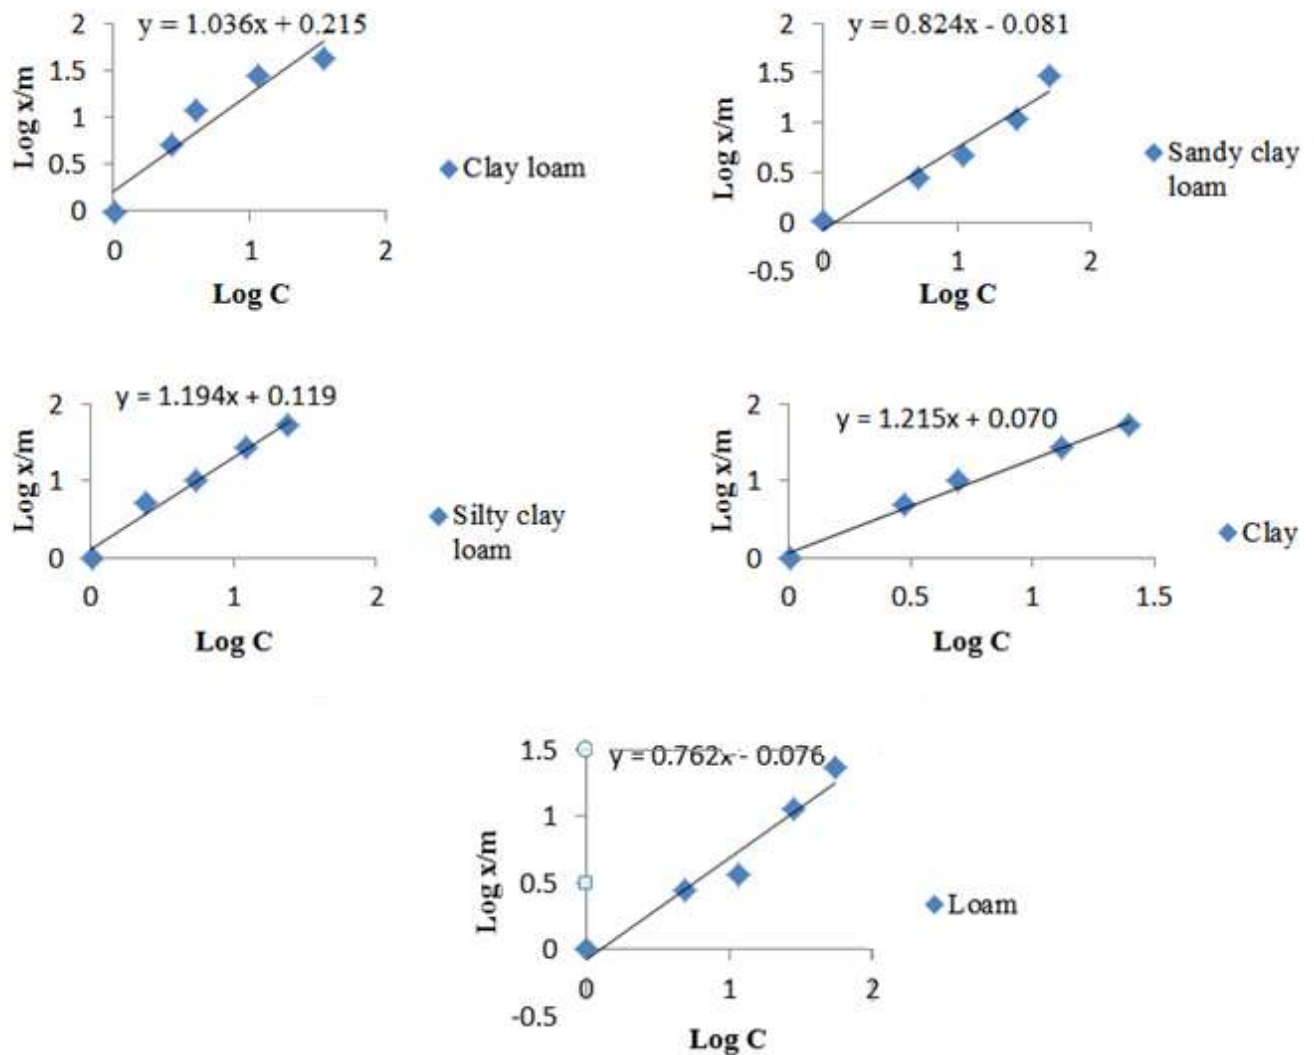 y = 1.036x + 0.215
2
1.5
1
0.5
0
Log x/m
0 1 2
Log C
Clay loam
y = 0.824x - 0.081
2
1.5
1
0.5
0
-0.5
Log x/m
0 1 2
Log C
Sandy clay
loam
y = 1.194x + 0.119
2
1
0
Log x/m
0 1 2
Log C
Silty clay
loam
y = 1.215x + 0.070
2
1
0
Log x/m
0 0.5 1 1.5
Log C
Clay
y = 0.762x - 0.076
1.5
1
0.5
0
-0.5
Log x/m
0 1 2
Log C
Loam